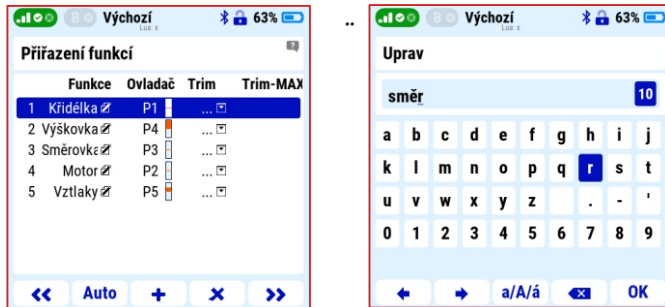 B Výchozí 63%
Lua: x
Přiřazení funkcí ?
Funkce Ovladač Trim Trim-MAX
1 Křidélka P1 ...
2 Výškovka P4 ...
3 Směrovka P3 ...
4 Motor P2 ...
5 Vztlaky P5 ...
<< Auto + x >>
..
B Výchozí 63%
Lua: x
Uprav
směr 10
a b c d e f g h i j
k l m n o p q r s t
u v w x y z . - '
0 1 2 3 4 5 6 7 8 9
a/A/á OK